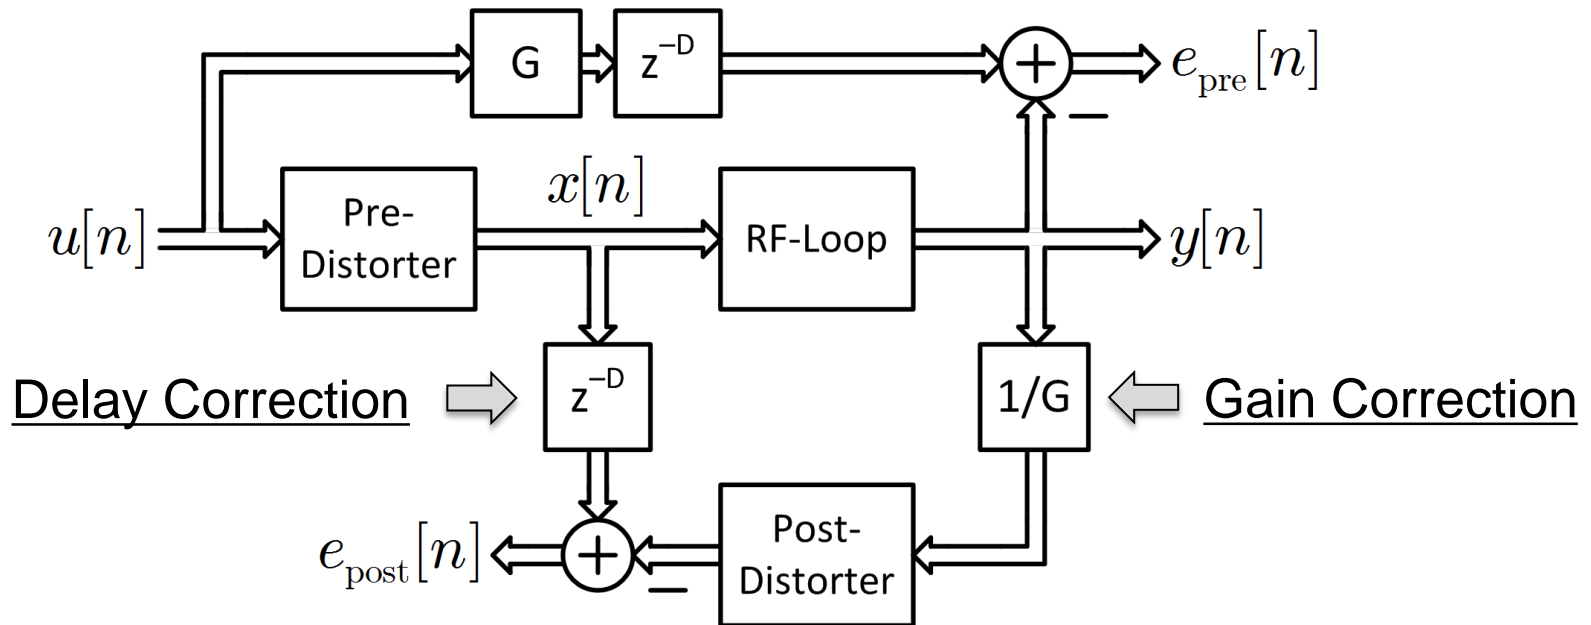 G
z⁻ᴰ
+
e_pre[n]
–
u[n]
Pre-
Distorter
x[n]
RF-Loop
y[n]
Delay Correction
z⁻ᴰ
1/G
Gain Correction
e_post[n]
+
–
Post-
Distorter